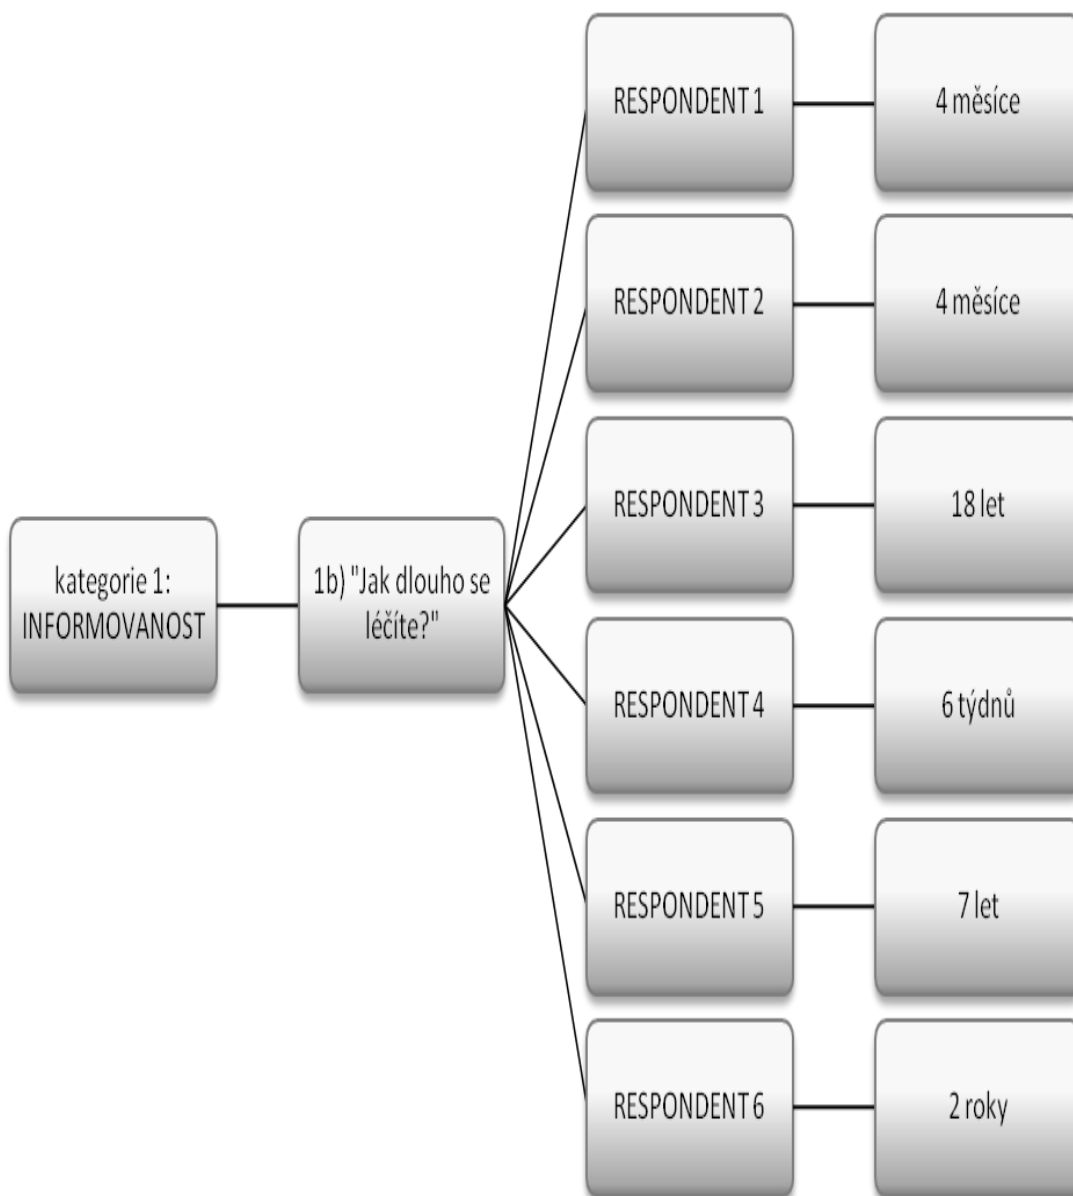 kategorie 1:
INFORMOVANOST
1b) "Jak dlouho se
léčíte?"
RESPONDENT 1
4 měsíce
RESPONDENT 2
4 měsíce
RESPONDENT 3
18 let
RESPONDENT 4
6 týdnů
RESPONDENT 5
7 let
RESPONDENT 6
2 roky